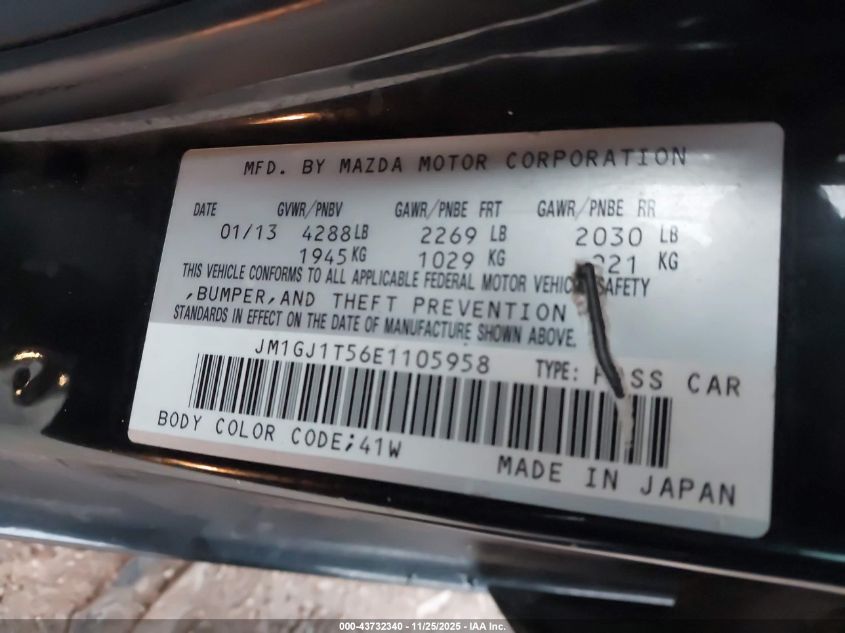 MFD. BY MAZDA MOTOR CORPORATION
DATE GVWR/PNBV GAWR/PNBE FRT GAWR/PNBE RR
01/13 4288LB 2269 LB 2030 LB
1945KG 1029 KG 921 KG
THIS VEHICLE CONFORMS TO ALL APPLICABLE FEDERAL MOTOR VEHICLE SAFETY
,BUMPER,AND THEFT PREVENTION
STANDARDS IN EFFECT ON THE DATE OF MANUFACTURE SHOWN ABOVE.
JM1GJ1T56E1105958 TYPE: PASS CAR
BODY COLOR CODE;41W
MADE IN JAPAN
000-43732340 - 11/25/2025 - IAA Inc.